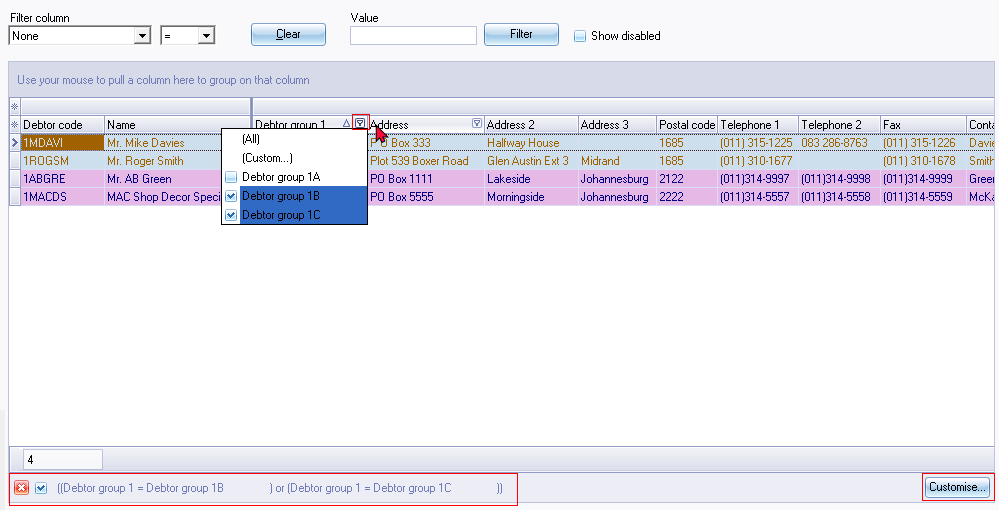 Filter column Value
None = Clear Filter Show disabled
Use your mouse to pull a column here to group on that column
Debtor code Name Debtor group 1 Address Address 2 Address 3 Postal code Telephone 1 Telephone 2 Fax Conta
1MDAVI Mr. Mike Davies PO Box 333 Halfway House 1685 (011) 315-1225 083 286-8763 (011) 315-1226 Davie
1ROGSM Mr. Roger Smith Plot 539 Boxer Road Glen Austin Ext 3 Midrand 1685 (011) 310-1677 (011) 310-1678 Smith
1ABGRE Mr. AB Green PO Box 1111 Lakeside Johannesburg 2122 (011)314-9997 (011)314-9998 (011)314-9999 Green
1MACDS MAC Shop Decor Speci PO Box 5555 Morningside Johannesburg 2222 (011)314-5557 (011)314-5558 (011)314-5559 McKa
(All)
(Custom...)
Debtor group 1A
Debtor group 1B
Debtor group 1C
4
((Debtor group 1 = Debtor group 1B ) or (Debtor group 1 = Debtor group 1C )) Customise...